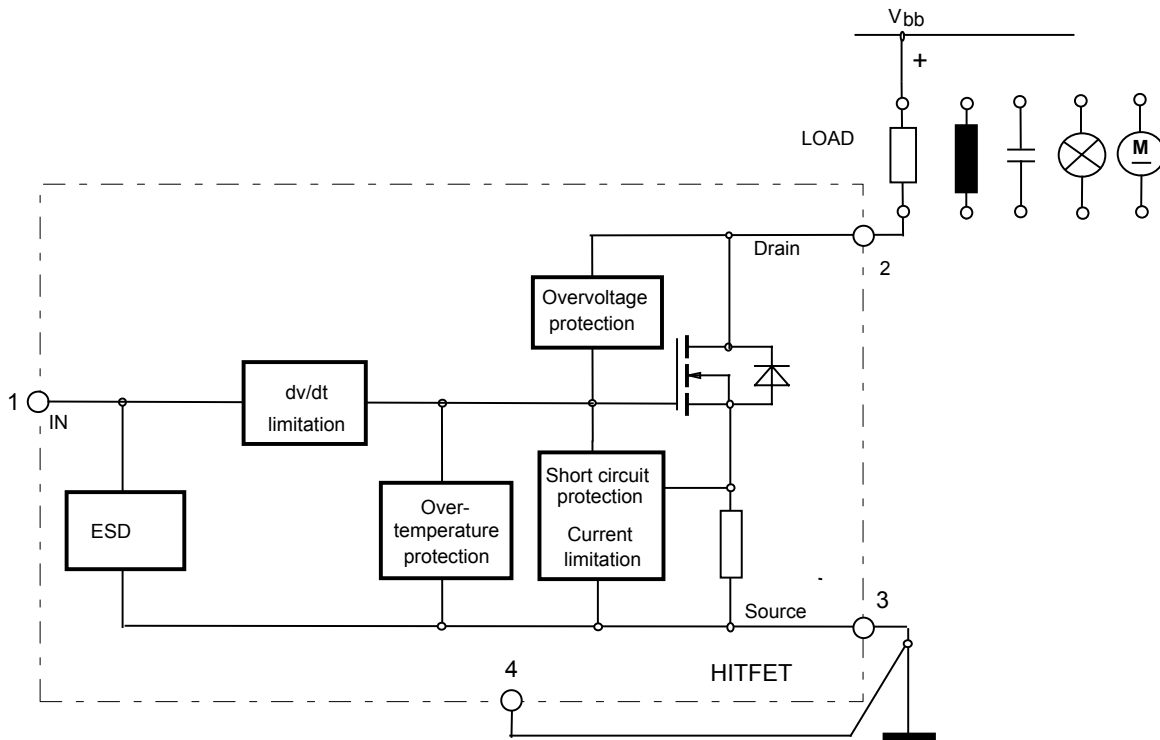 Vbb
+
LOAD
M
Drain
2
Overvoltage
protection
1
IN
dv/dt
limitation
Short circuit
protection
Current
limitation
Over-
temperature
protection
ESD
Source
3
4
HITFET